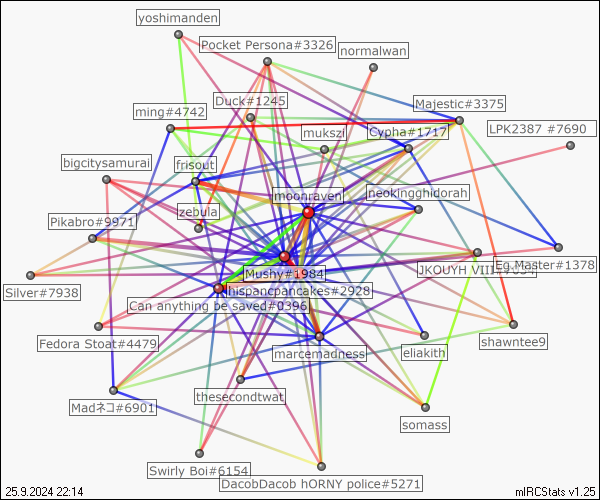 yoshimanden
Pocket Persona#3326
normalwan
Duck#1245
Majestic#3375
ming#4742
mukszi
Cypha#1717
LPK2387 #7690
bigcitysamurai
frisout
moonraven
neokingghidorah
zebula
Pikabro#9971
Mushy#1984
JKOUYH VIII
Eg.Master#1378
Silver#7938
hispancpancakes#2928
Can anything be saved#0396
Fedora Stoat#4479
marcemadness
eliakith
shawntee9
Madネコ#6901
thesecondtwat
somass
Swirly Boi#6154
DacobDacob hORNY police#5271
25.9.2024 22:14
mIRCStats v1.25